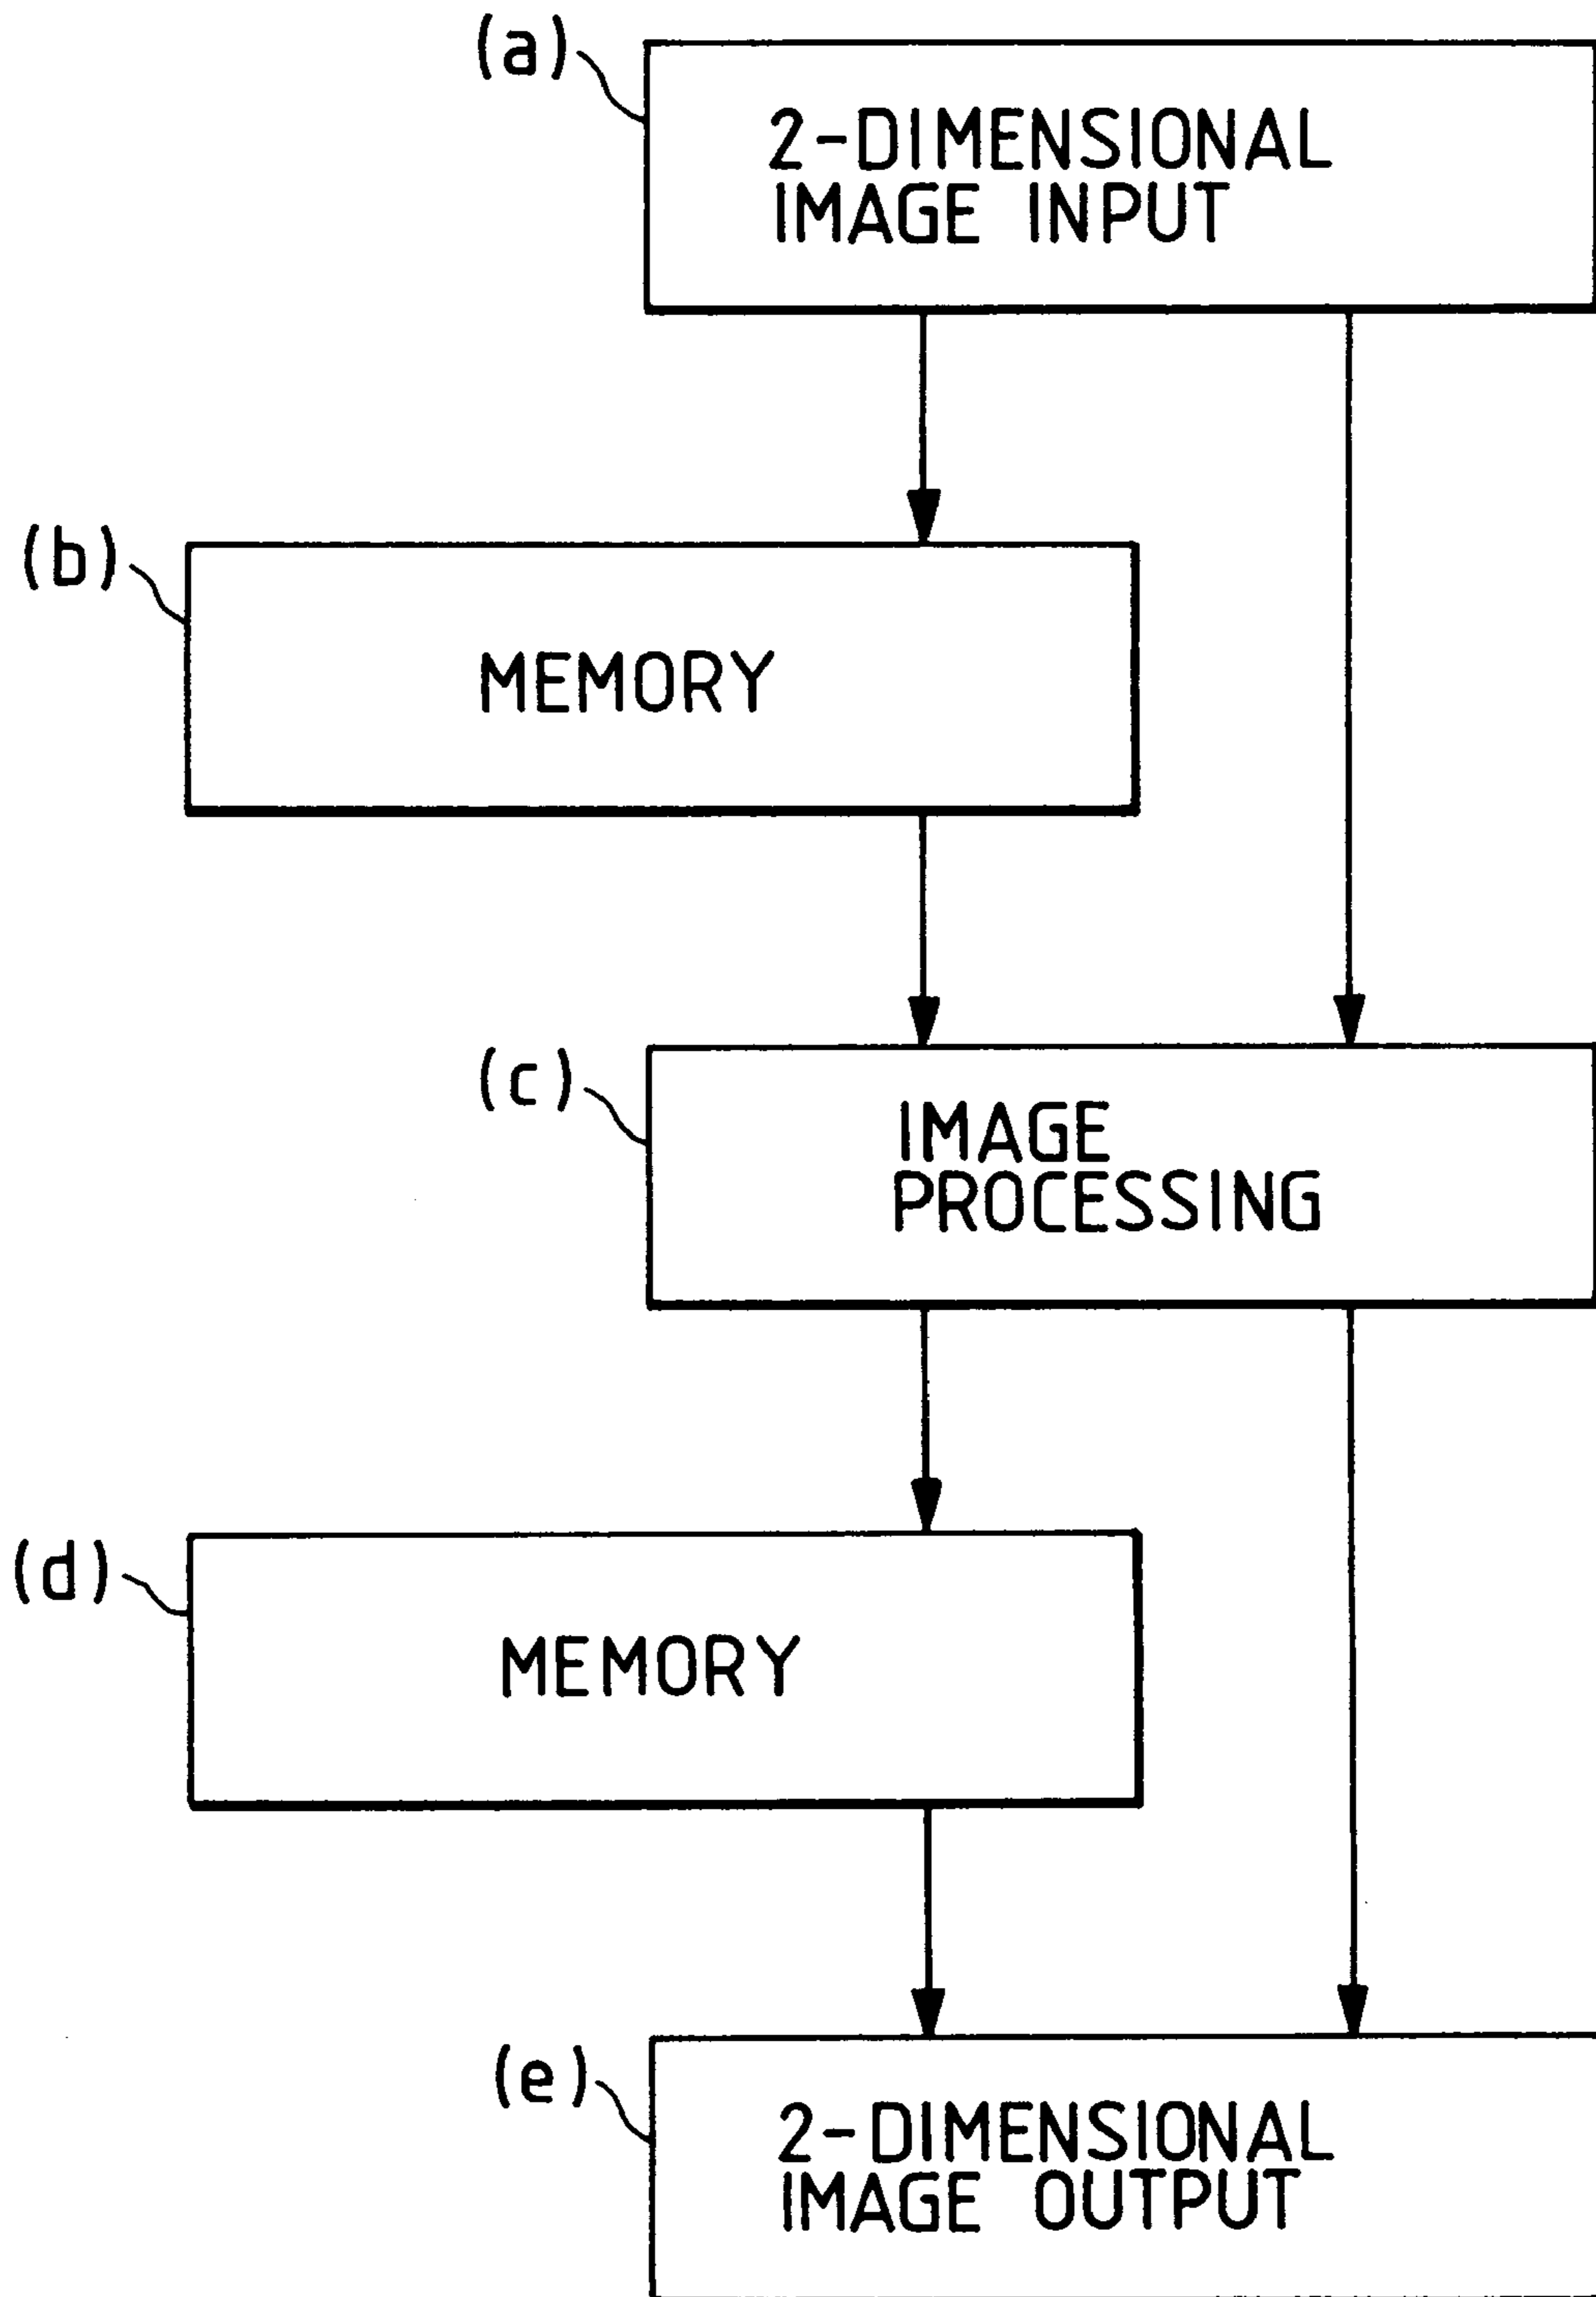 (a)
2-DIMENSIONAL
IMAGE INPUT
(b)
MEMORY
(c)
IMAGE
PROCESSING
(d)
MEMORY
(e)
2-DIMENSIONAL
IMAGE OUTPUT